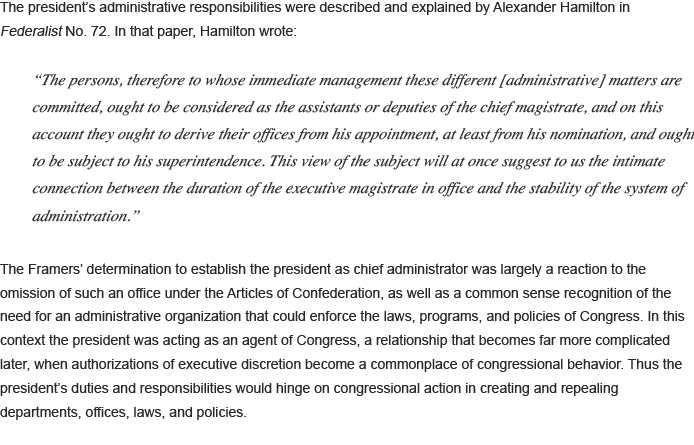 The president’s administrative responsibilities were described and explained by Alexander Hamilton in
Federalist No. 72. In that paper, Hamilton wrote:
“The persons, therefore to whose immediate management these different [administrative] matters are
committed, ought to be considered as the assistants or deputies of the chief magistrate, and on this
account they ought to derive their offices from his appointment, at least from his nomination, and ought
to be subject to his superintendence. This view of the subject will at once suggest to us the intimate
connection between the duration of the executive magistrate in office and the stability of the system of
administration.”
The Framers’ determination to establish the president as chief administrator was largely a reaction to the
omission of such an office under the Articles of Confederation, as well as a common sense recognition of the
need for an administrative organization that could enforce the laws, programs, and policies of Congress. In this
context the president was acting as an agent of Congress, a relationship that becomes far more complicated
later, when authorizations of executive discretion become a commonplace of congressional behavior. Thus the
president’s duties and responsibilities would hinge on congressional action in creating and repealing
departments, offices, laws, and policies.